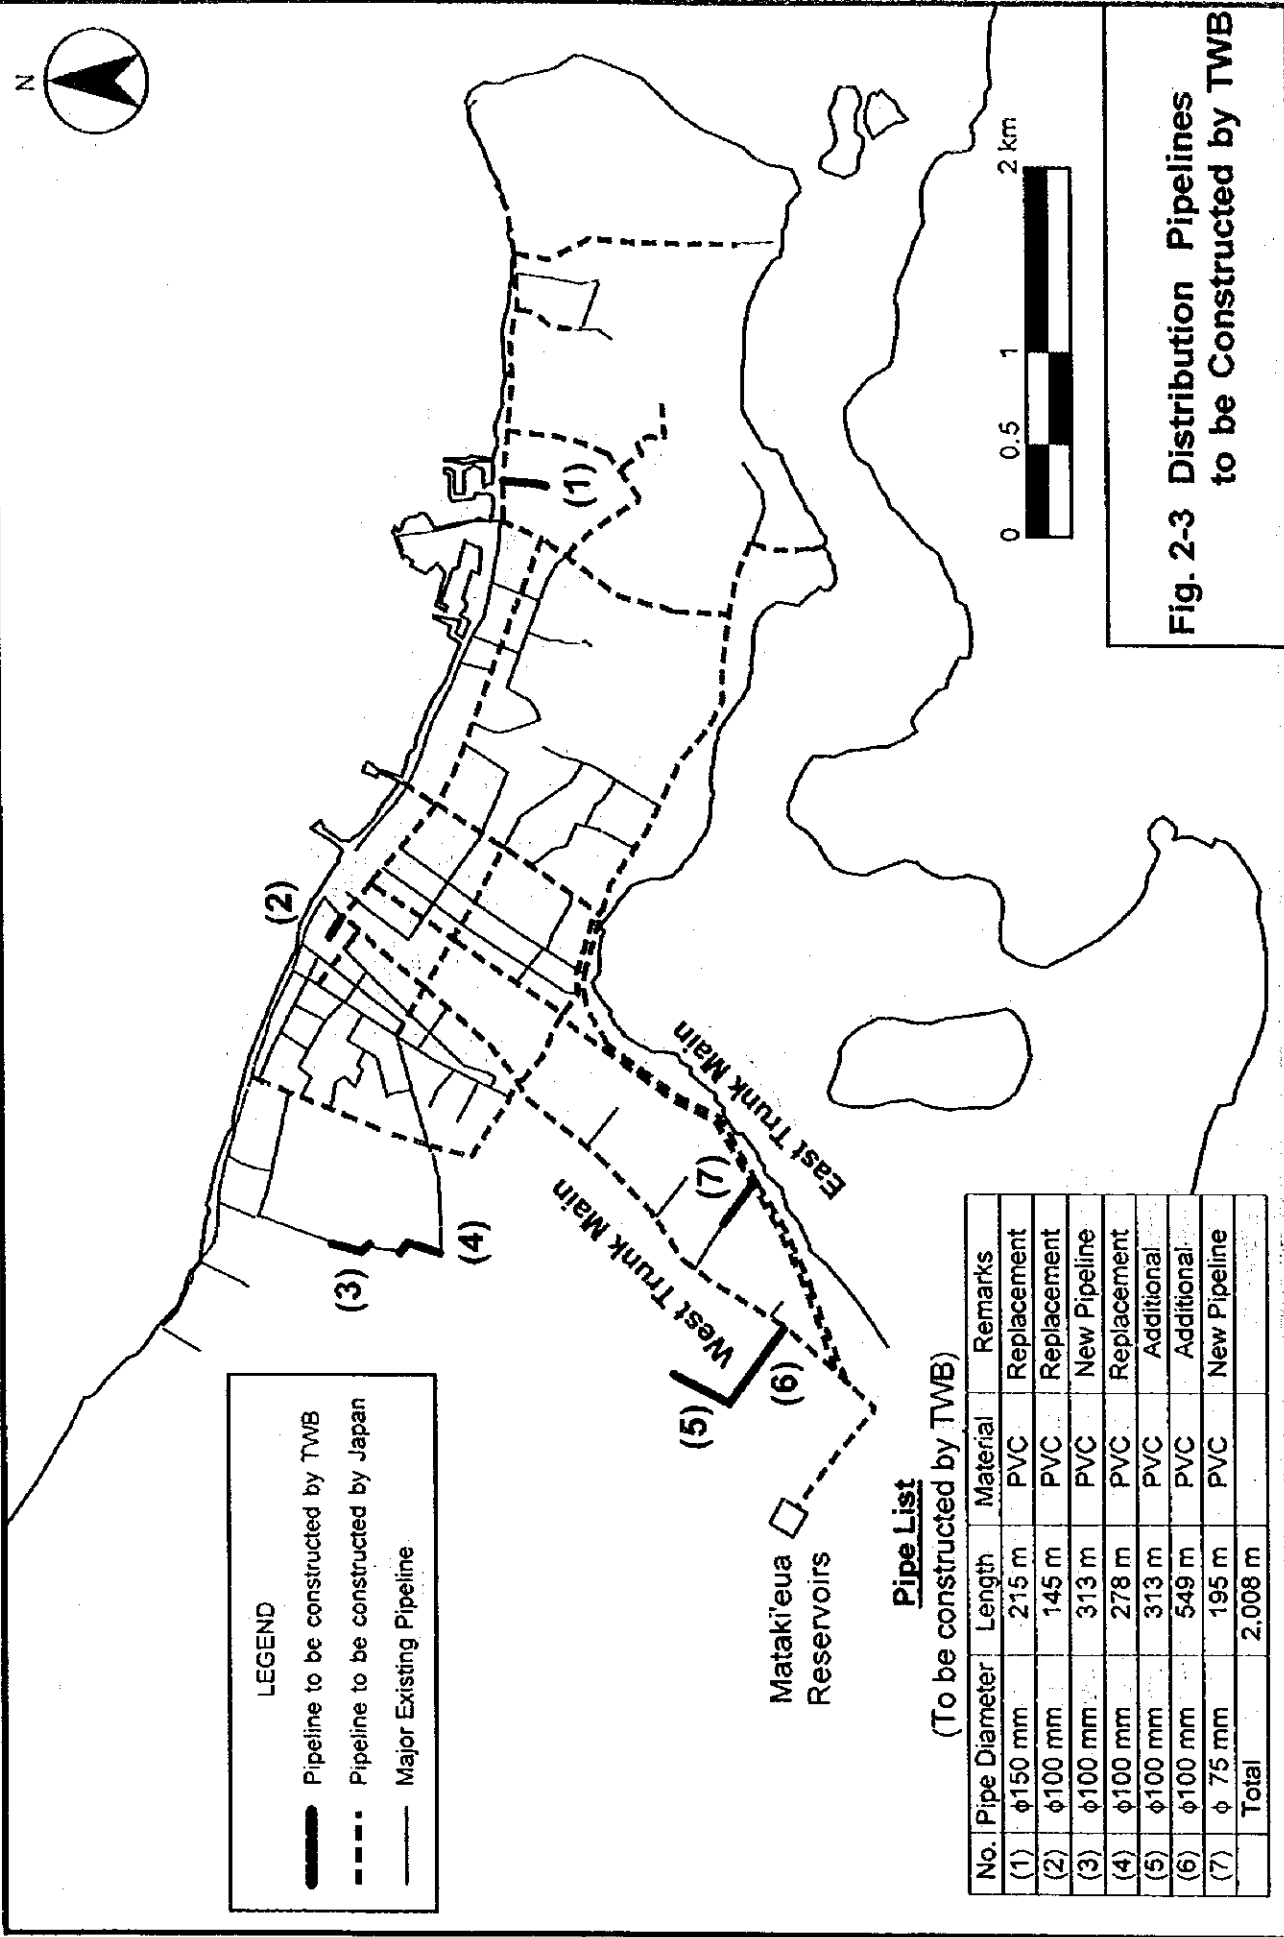 N
LEGEND
Pipeline to be constructed by TWB
Pipeline to be constructed by Japan
Major Existing Pipeline
(1)
(2)
(3)
(4)
(5)
(6)
(7)
West Trunk Main
East Trunk Main
Mataki'eua
Reservoirs
Pipe List
(To be constructed by TWB)
No. Pipe Diameter Length Material Remarks
(1) ϕ150 mm 215 m PVC Replacement
(2) ϕ100 mm 145 m PVC Replacement
(3) ϕ100 mm 313 m PVC New Pipeline
(4) ϕ100 mm 278 m PVC Replacement
(5) ϕ100 mm 313 m PVC Additional
(6) ϕ100 mm 549 m PVC Additional
(7) ϕ 75 mm 195 m PVC New Pipeline
Total 2,008 m
0 0.5 1 2 km
Fig. 2-3 Distribution Pipelines
to be Constructed by TWB